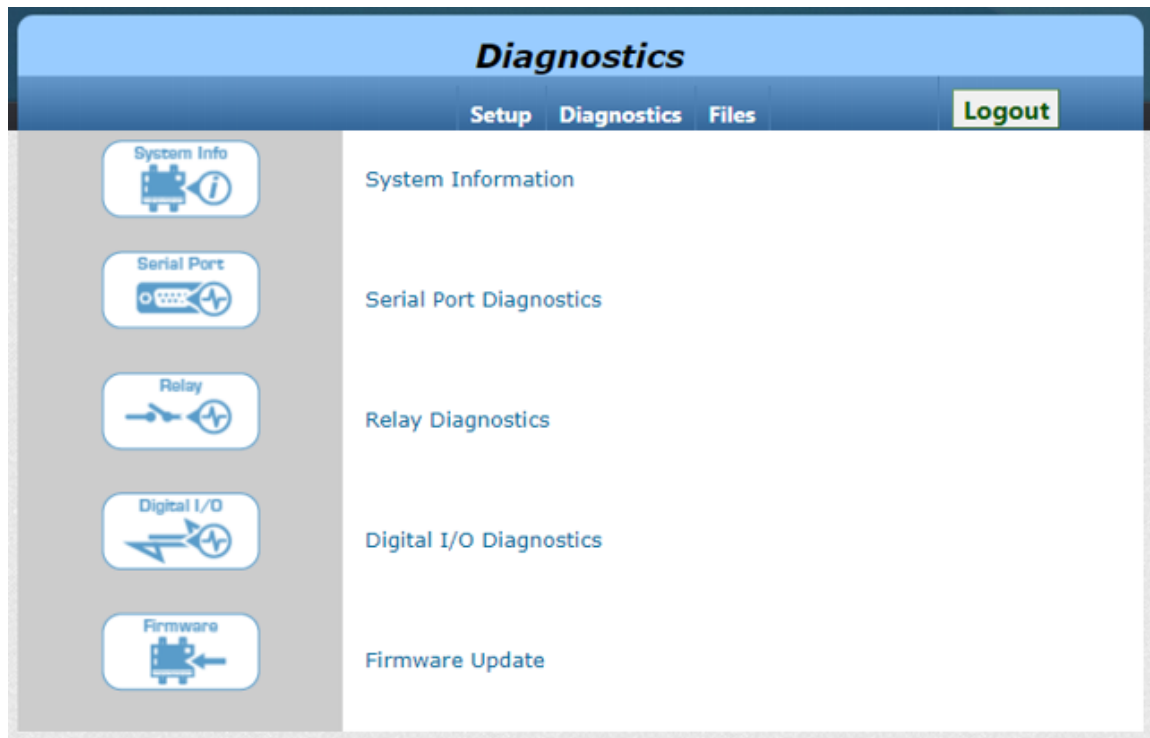 Diagnostics
Setup Diagnostics Files Logout
System Info
System Information
Serial Port
Serial Port Diagnostics
Relay
Relay Diagnostics
Digital I/O
Digital I/O Diagnostics
Firmware
Firmware Update